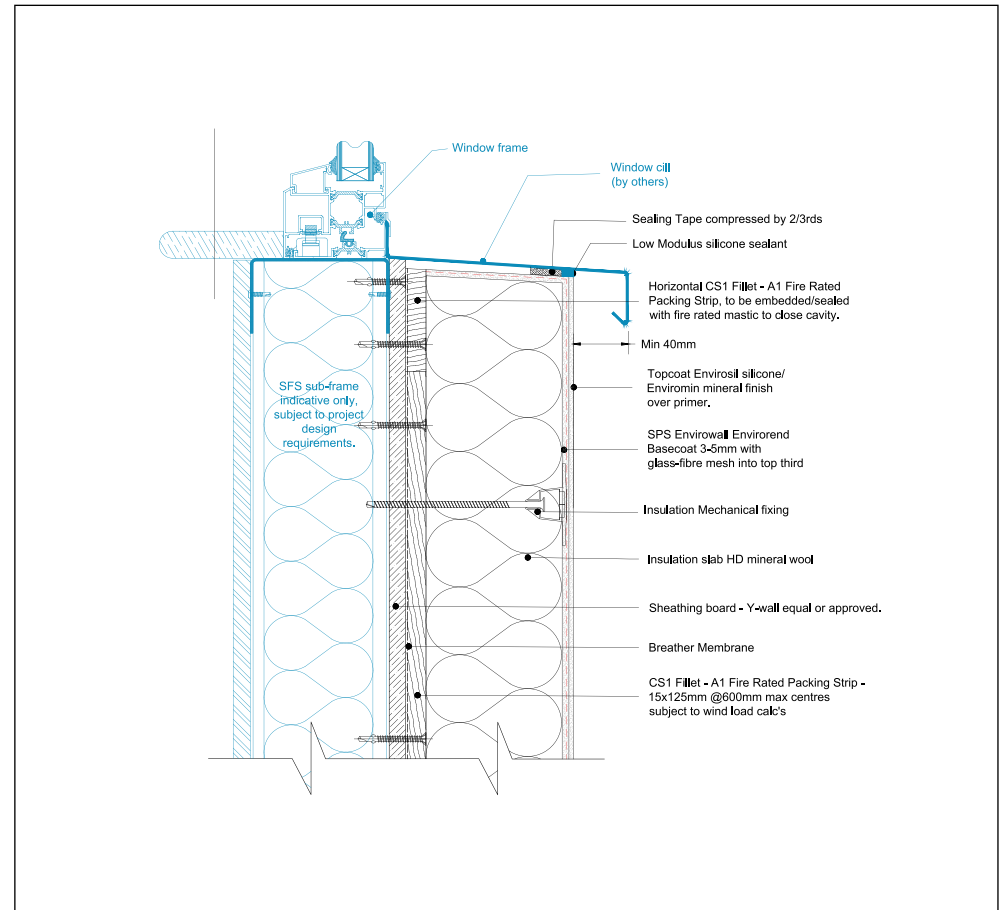 Window frame
Window cill
(by others)
Sealing Tape compressed by 2/3rds
Low Modulus silicone sealant
Horizontal CS1 Fillet - A1 Fire Rated
Packing Strip, to be embedded/sealed
with fire rated mastic to close cavity.
Min 40mm
Topcoat Envirosil silicone/
Enviromin mineral finish
over primer.
SFS sub-frame
indicative only,
subject to project
design
requirements.
SPS Envirowall Envirorend
Basecoat 3-5mm with
glass-fibre mesh into top third
Insulation Mechanical fixing
Insulation slab HD mineral wool
Sheathing board - Y-wall equal or approved.
Breather Membrane
CS1 Fillet - A1 Fire Rated Packing Strip -
15x125mm @600mm max centres
subject to wind load calc's